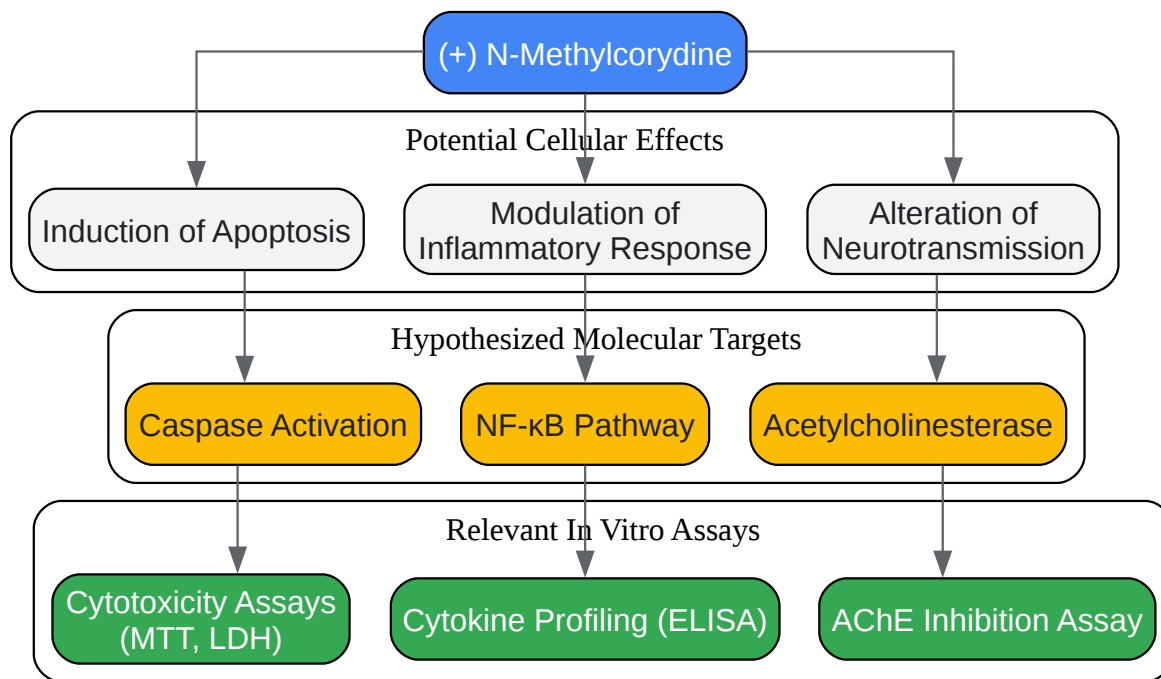 (+) N-Methylcorydine
Potential Cellular Effects
Induction of Apoptosis
Modulation of
Inflammatory Response
Alteration of
Neurotransmission
Hypothesized Molecular Targets
Caspase Activation
NF-κB Pathway
Acetylcholinesterase
Relevant In Vitro Assays
Cytotoxicity Assays
(MTT, LDH)
Cytokine Profiling (ELISA)
AChE Inhibition Assay